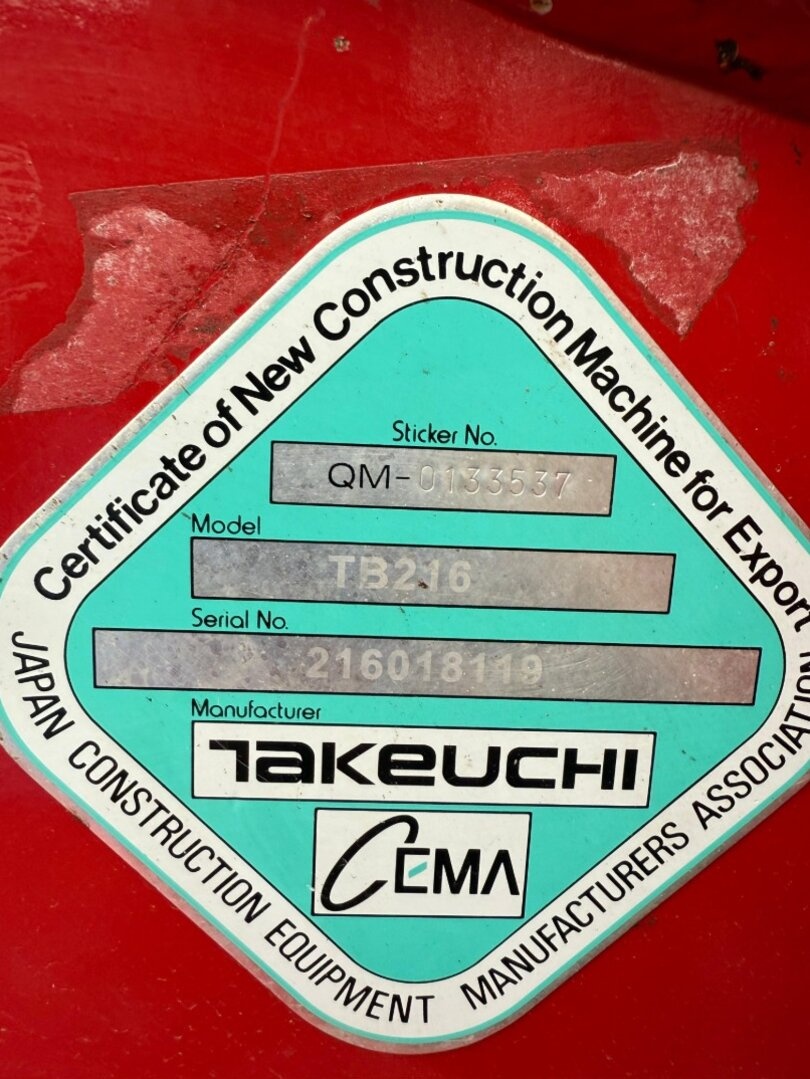 Certificate of New Construction Machine for Export
Sticker No.
QM-0133537
Model
TB216
Serial No.
216018119
Manufacturer
TAKEUCHI
CEMA
JAPAN CONSTRUCTION EQUIPMENT MANUFACTURERS ASSOCIATION